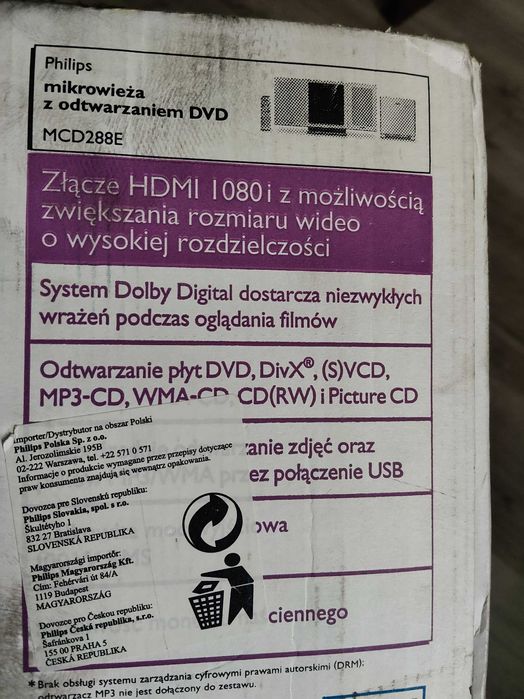 Philips
mikrowieża
z odtwarzaniem DVD
MCD288E
Złącze HDMI 1080i z możliwością
zwiększania rozmiaru wideo
o wysokiej rozdzielczości
System Dolby Digital dostarcza niezwykłych
wrażeń podczas oglądania filmów
Odtwarzanie płyt DVD, DivX®, (S)VCD,
MP3-CD, WMA-CD, CD(RW) i Picture CD
zanie zdjęć oraz
ez połączenie USB
owa
ciennego
Importer/Dystrybutor na obszar Polski
Philips Polska Sp. z o.o.
Al. Jerozolimskie 195B
02-222 Warszawa, tel. +22 571 0 571
Informacje o produkcie wymagane przez przepisy dotyczące
praw konsumenta znajdują się wewnątrz opakowania.
Dovozca pre Slovenskú republiku:
Philips Slovakia, spol. s r.o.
Škultétyho 1
832 27 Bratislava
SLOVENSKÁ REPUBLIKA
Magyarországi importőr:
Philips Magyarország Kft.
Cím: Fehérvári út 84/A
1119 Budapest
MAGYARORSZÁG
Dovozce pro Českou republiku:
Philips Česká republika, s.r.o.
Šafránkova 1
155 00 PRAHA 5
ČESKÁ REPUBLIKA
* Brak obsługi systemu zarządzania cyfrowymi prawami autorskimi (DRM):
odtwarzacz MP3 nie jest dołączony do zestawu.